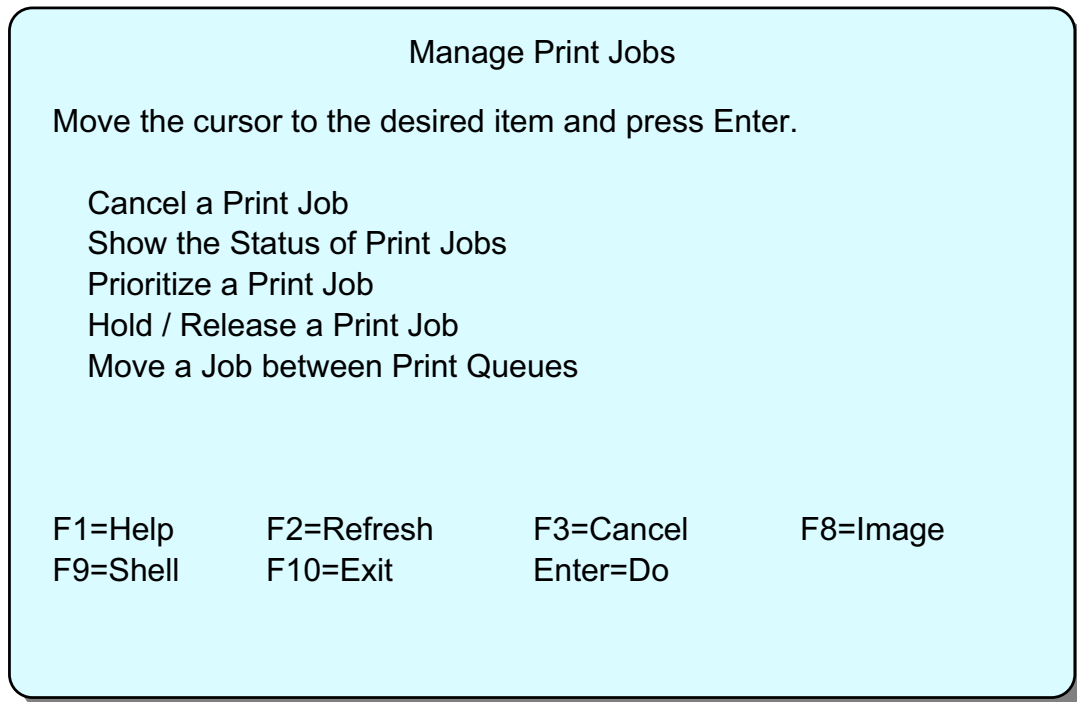 Manage Print Jobs
Move the cursor to the desired item and press Enter.
Cancel a Print Job
Show the Status of Print Jobs
Prioritize a Print Job
Hold / Release a Print Job
Move a Job between Print Queues
F1=Help F2=Refresh F3=Cancel F8=Image
F9=Shell F10=Exit Enter=Do